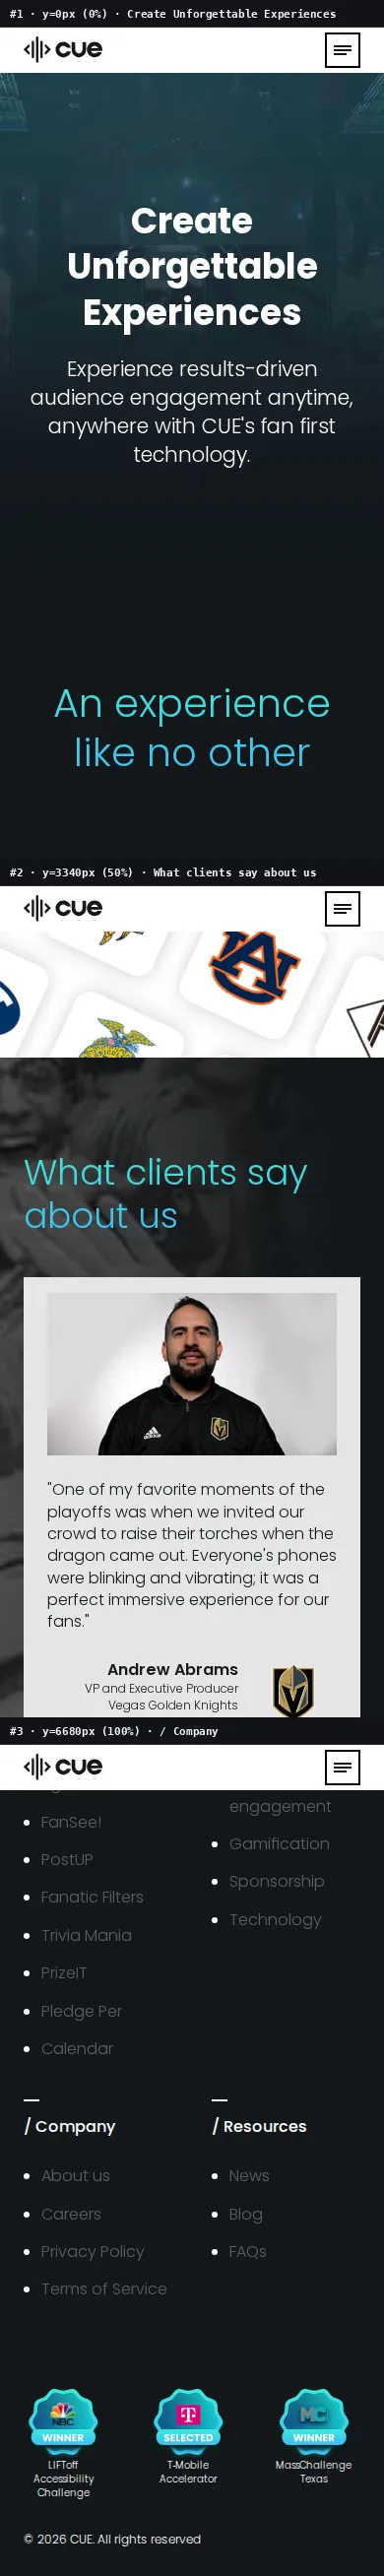 #1 · y=0px (0%) · Create Unforgettable Experiences
cue
Create
Unforgettable
Experiences
Experience results-driven
audience engagement anytime,
anywhere with CUE's fan first
technology.
An experience
like no other
#2 · y=3340px (50%) · What clients say about us
cue
What clients say
about us
"One of my favorite moments of the
playoffs was when we invited our
crowd to raise their torches when the
dragon came out. Everyone's phones
were blinking and vibrating; it was a
perfect immersive experience for our
fans."
Andrew Abrams
VP and Executive Producer
Vegas Golden Knights
#3 · y=6680px (100%) · / Company
cue
engagement
FanSee!
PostUP
Fanatic Filters
Trivia Mania
PrizeIT
Pledge Per
Calendar
Gamification
Sponsorship
Technology
/ Company
About us
Careers
Privacy Policy
Terms of Service
/ Resources
News
Blog
FAQs
NBC
WINNER
LIFToff
Accessibility
Challenge
T
SELECTED
T-Mobile
Accelerator
MC
WINNER
MassChallenge
Texas
© 2026 CUE. All rights reserved